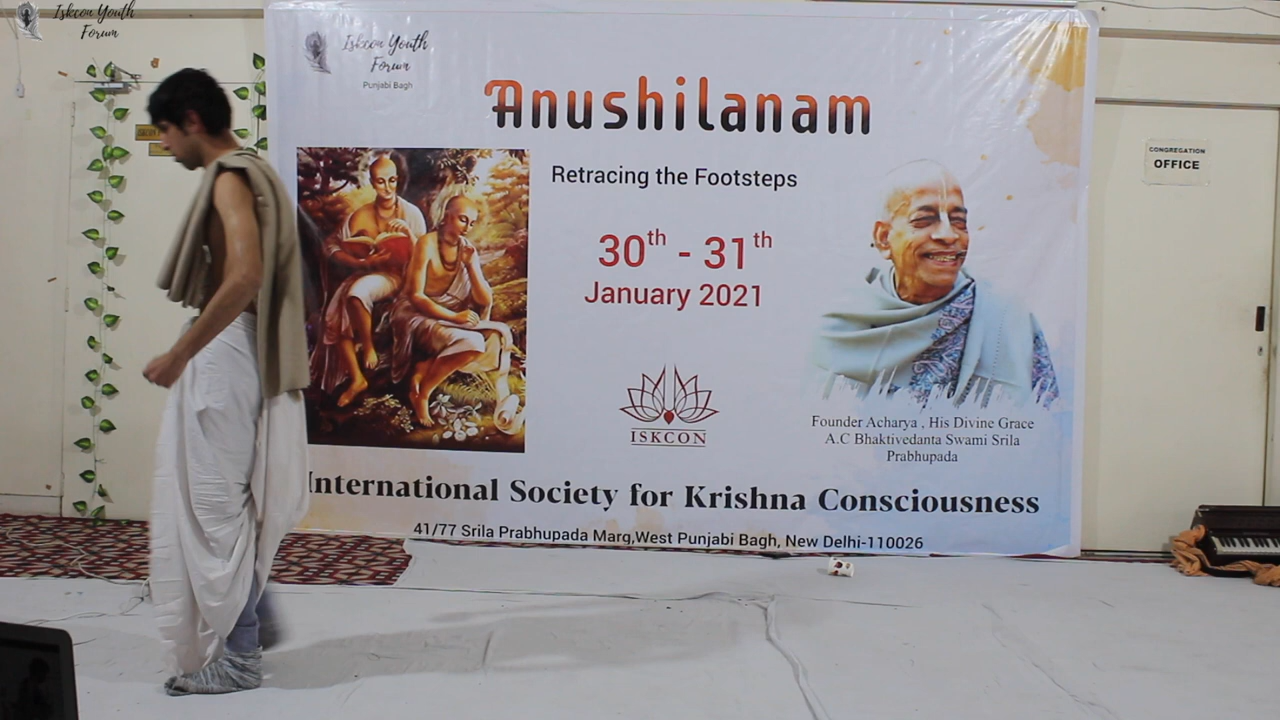 Iskcon Youth
Forum
Iskcon Youth
Forum
Punjabi Bagh
Anushilanam
Retracing the Footsteps
30th - 31th
January 2021
ISKCON
Founder Acharya , His Divine Grace
A.C Bhaktivedanta Swami Srila
Prabhupada
International Society for Krishna Consciousness
41/77 Srila Prabhupada Marg,West Punjabi Bagh, New Delhi-110026
CONGREGATION
OFFICE